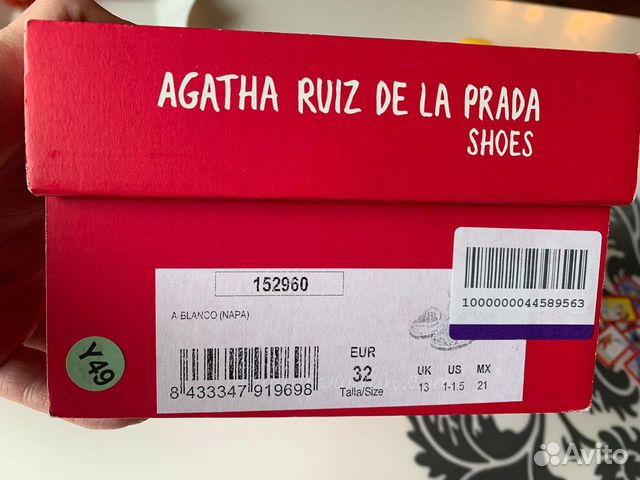 AGATHA RUIZ DE LA PRADA
SHOES
152960
A BLANCO (NAPA)
1000000044589563
EUR
32
Talla/Size
UK US MX
13 1-1.5 21
8 433347 919698
Y49
Avito